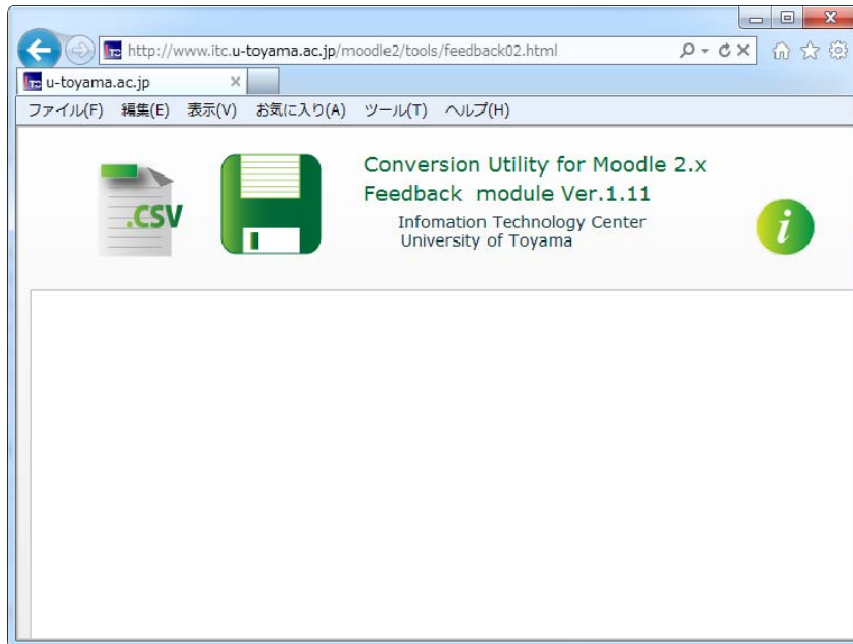 http://www.itc.u-toyama.ac.jp/moodle2/tools/feedback02.html
u-toyama.ac.jp
ファイル(F) 編集(E) 表示(V) お気に入り(A) ツール(T) ヘルプ(H)
.CSV
Conversion Utility for Moodle 2.x
Feedback module Ver.1.11
Infomation Technology Center
University of Toyama
i